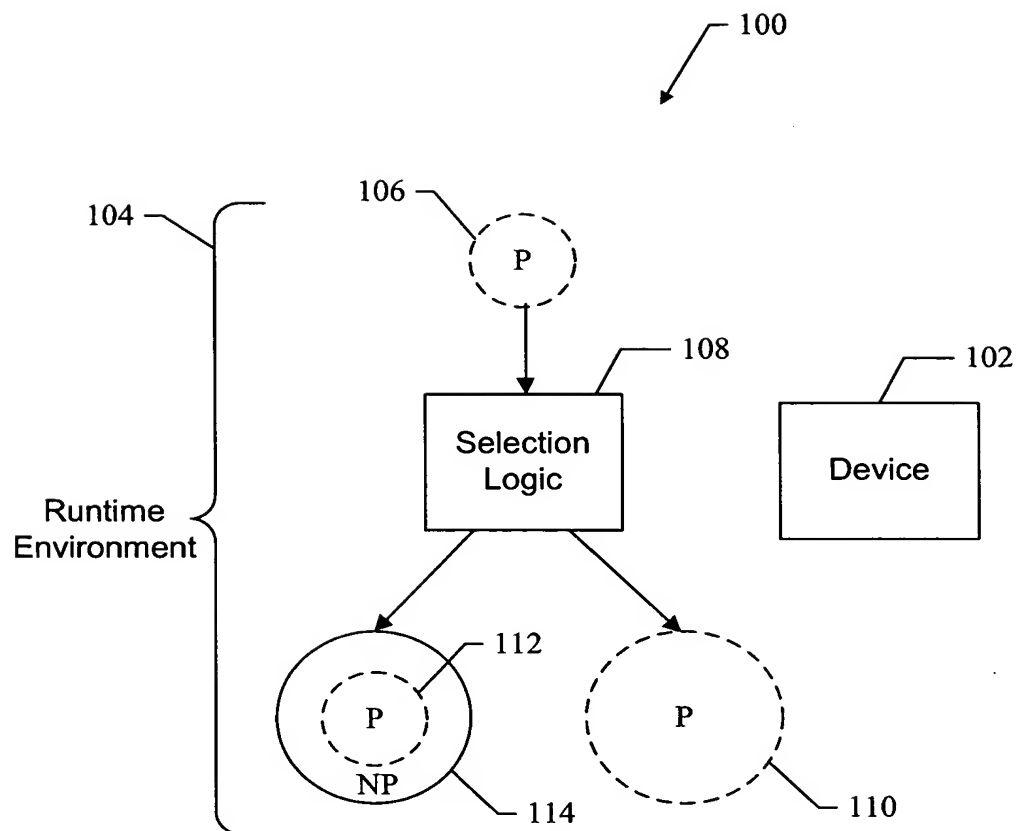 100
106
104
P
108
102
Selection
Logic
Device
Runtime
Environment
112
P
P
NP
114
110